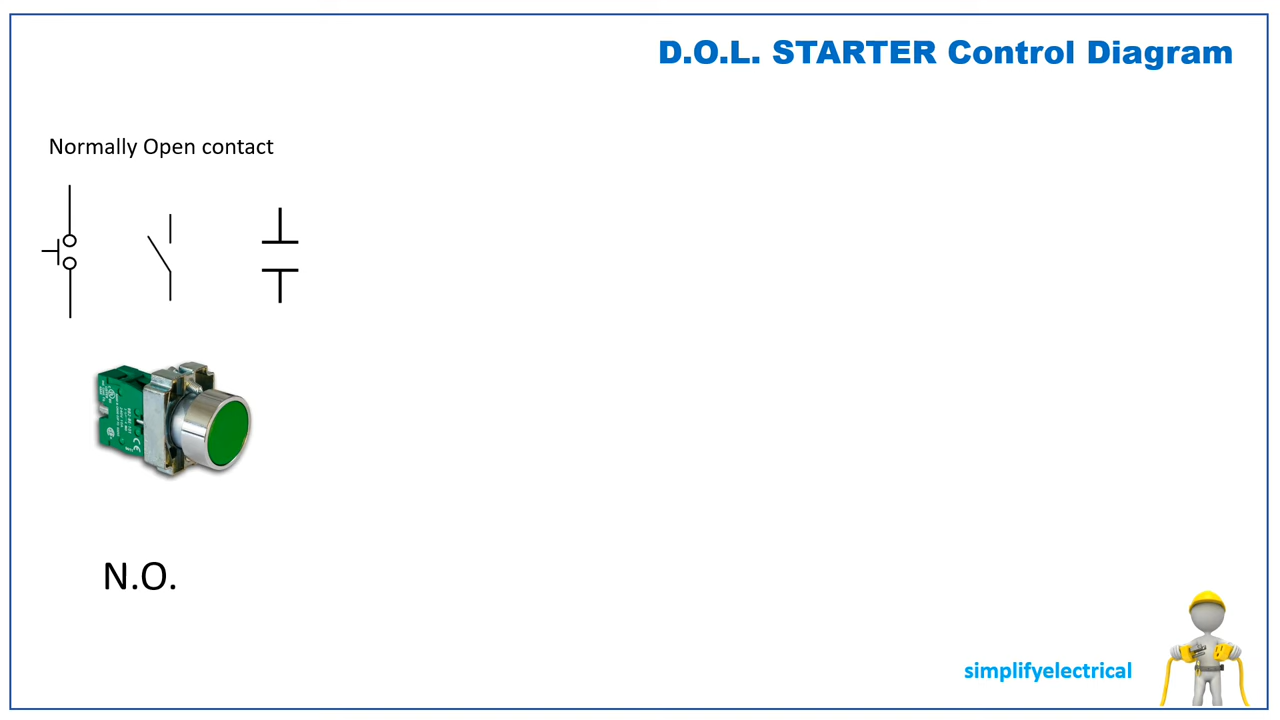 D.O.L. STARTER Control Diagram
Normally Open contact
N.O.
simplifyelectrical